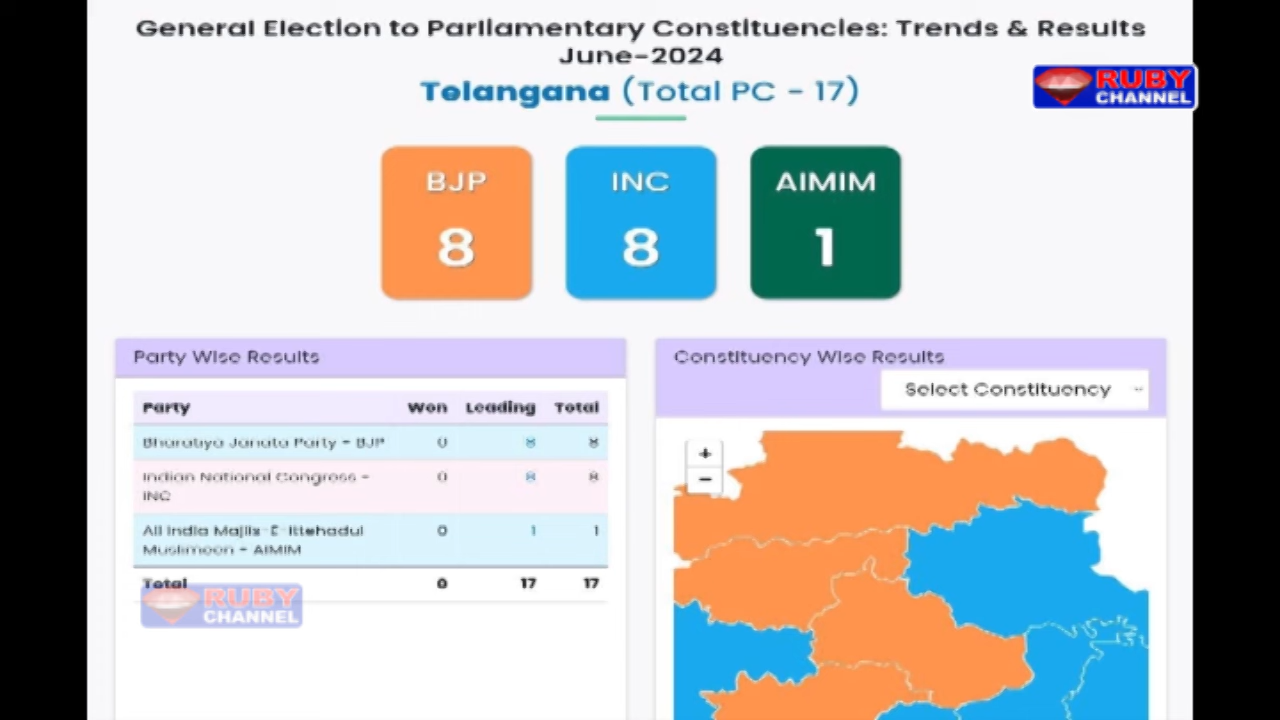 General Election to Parliamentary Constituencies: Trends & Results
June-2024
Telangana (Total PC - 17)
RUBY
CHANNEL
BJP
8
INC
8
AIMIM
1
Party Wise Results
Party Won Leading Total
Bharatiya Janata Party - BJP 0 8 8
Indian National Congress -
INC 0 8 8
All India Majlis-E-Ittehadul
Muslimeen - AIMIM 0 1 1
Total 0 17 17
RUBY
CHANNEL
Constituency Wise Results
Select Constituency
+
−